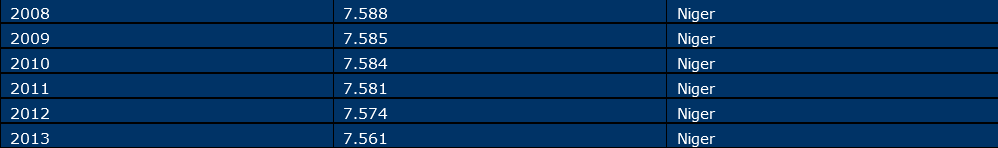 2008 7.588 Niger
2009 7.585 Niger
2010 7.584 Niger
2011 7.581 Niger
2012 7.574 Niger
2013 7.561 Niger